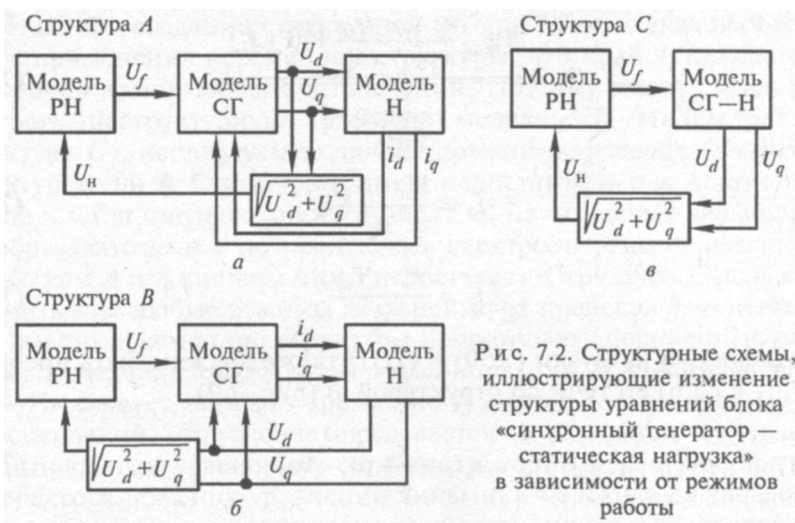 Структура A
Модель
РН
U_f
Модель
СГ
U_d
U_q
Модель
Н
U_н
√U_d^2+U_q^2
i_d
i_q
а
Структура C
Модель
РН
U_f
Модель
СГ—Н
U_н
U_d
U_q
√U_d^2+U_q^2
в
Структура B
Модель
РН
U_f
Модель
СГ
i_d
i_q
Модель
Н
U_d
U_q
√U_d^2+U_q^2
б
Рис. 7.2. Структурные схемы,
иллюстрирующие изменение
структуры уравнений блока
«синхронный генератор —
статическая нагрузка»
в зависимости от режимов
работы